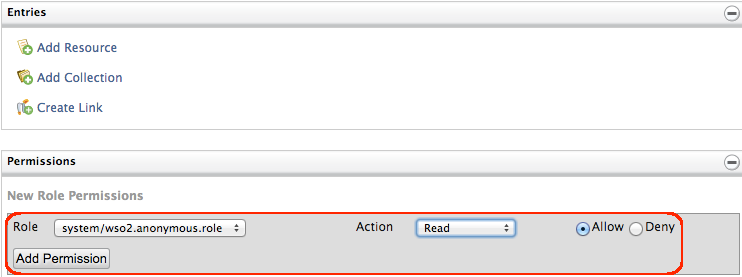 Entries
Add Resource
Add Collection
Create Link
Permissions
New Role Permissions
Role system/wso2.anonymous.role Action Read Allow Deny
Add Permission